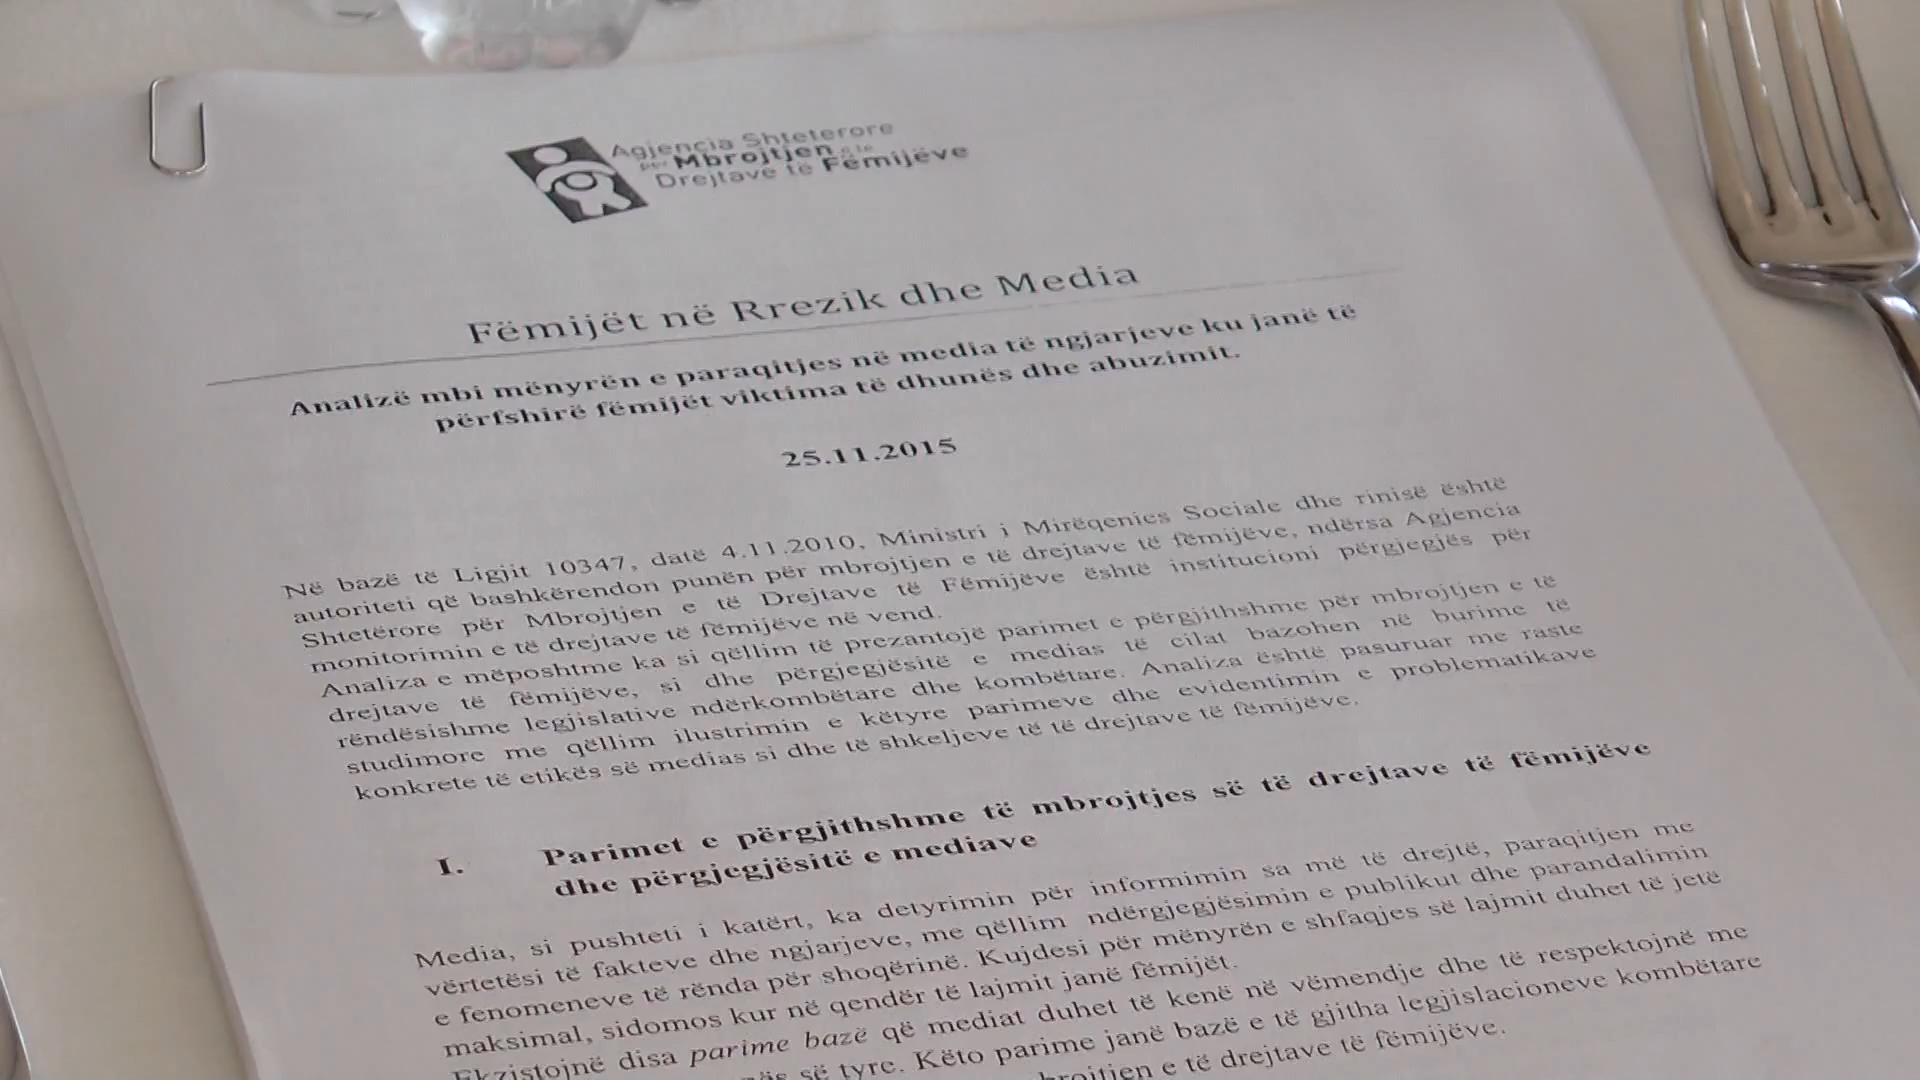 Agjencia Shtetërore
për Mbrojtjen e të
Drejtave të Fëmijëve
Fëmijët në Rrezik dhe Media
Analizë mbi mënyrën e paraqitjes në media të ngjarjeve ku janë të
përfshirë fëmijët viktima të dhunës dhe abuzimit.
25.11.2015
Në bazë të Ligjit 10347, datë 4.11.2010, Ministri i Mirëqenies Sociale dhe rinisë është
autoriteti që bashkërendon punën për mbrojtjen e të drejtave të fëmijëve, ndërsa Agjencia
Shtetërore për Mbrojtjen e të Drejtave të Fëmijëve është institucioni përgjegjës për
monitorimin e të drejtave të fëmijëve në vend.
Analiza e mëposhtme ka si qëllim të prezantojë parimet e përgjithshme për mbrojtjen e të
drejtave të fëmijëve, si dhe përgjegjësitë e medias të cilat bazohen në burime të
rëndësishme legjislative ndërkombëtare dhe kombëtare. Analiza është pasuruar me raste
studimore me qëllim ilustrimin e këtyre parimeve dhe evidentimin e problematikave
konkrete të etikës së medias si dhe të shkeljeve të të drejtave të fëmijëve.
I. Parimet e përgjithshme të mbrojtjes së të drejtave të fëmijëve
dhe përgjegjësitë e mediave
Media, si pushteti i katërt, ka detyrimin për informimin sa më të drejtë, paraqitjen me
vërtetësi të fakteve dhe ngjarjeve, me qëllim ndërgjegjësimin e publikut dhe parandalimin
e fenomeneve të rënda për shoqërinë. Kujdesi për mënyrën e shfaqjes së lajmit duhet të jetë
maksimal, sidomos kur në qendër të lajmit janë fëmijët.
Ekzistojnë disa parime bazë që mediat duhet të kenë në vëmendje dhe të respektojnë me
së tyre. Këto parime janë bazë e të gjitha legjislacioneve kombëtare
e të drejtave të fëmijëve.